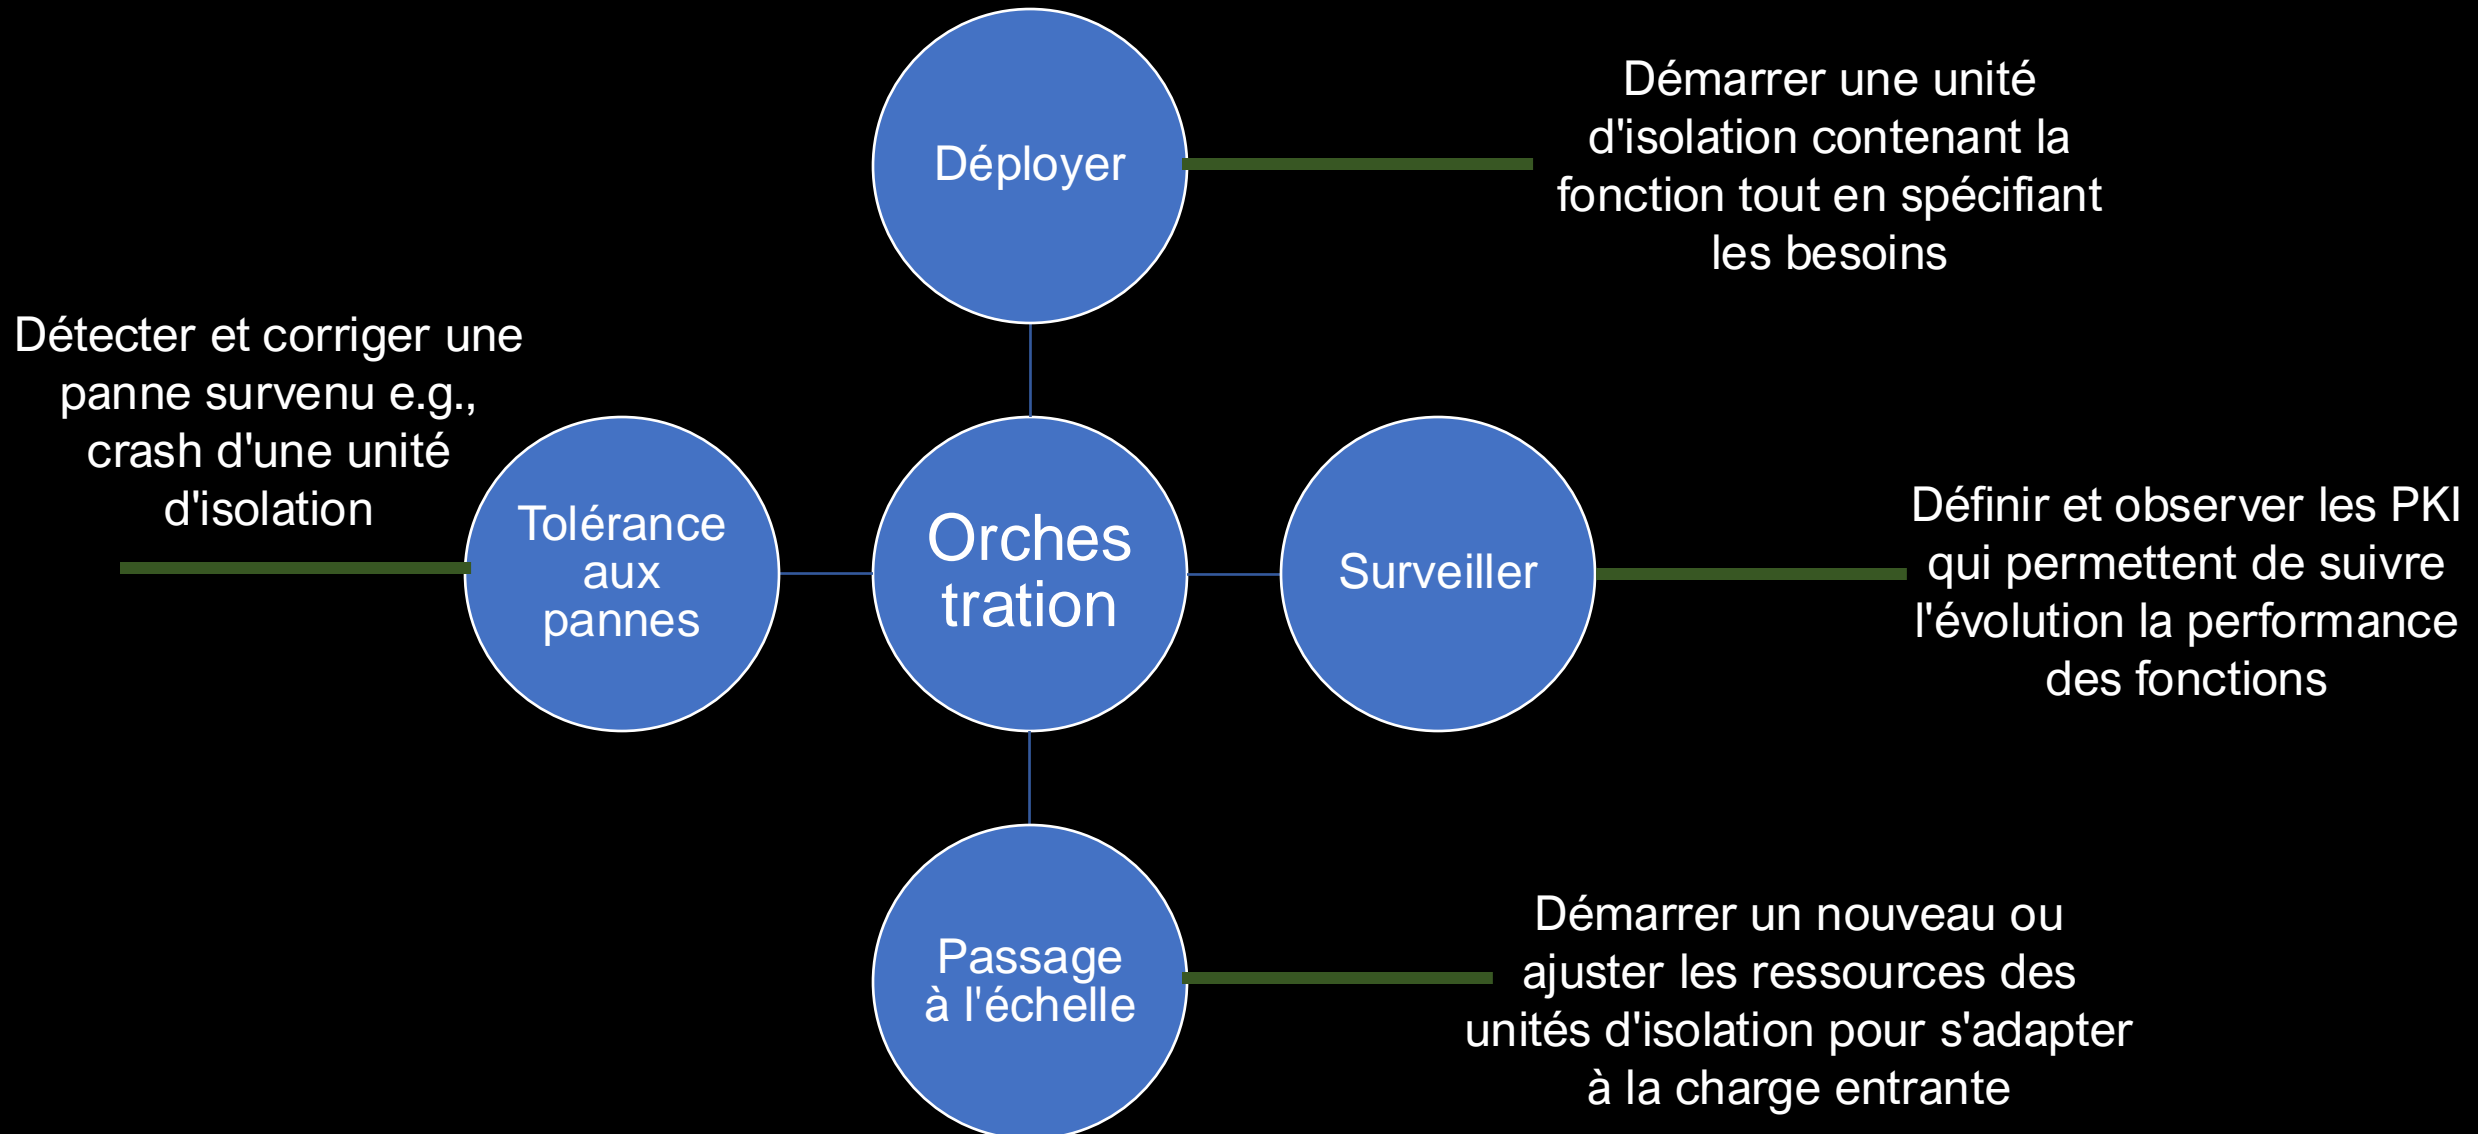 Déployer
Démarrer une unité
d'isolation contenant la
fonction tout en spécifiant
les besoins
Détecter et corriger une
panne survenu e.g.,
crash d'une unité
d'isolation
Tolérance
aux
pannes
Orches
tration
Surveiller
Définir et observer les PKI
qui permettent de suivre
l'évolution la performance
des fonctions
Passage
à l'échelle
Démarrer un nouveau ou
ajuster les ressources des
unités d'isolation pour s'adapter
à la charge entrante